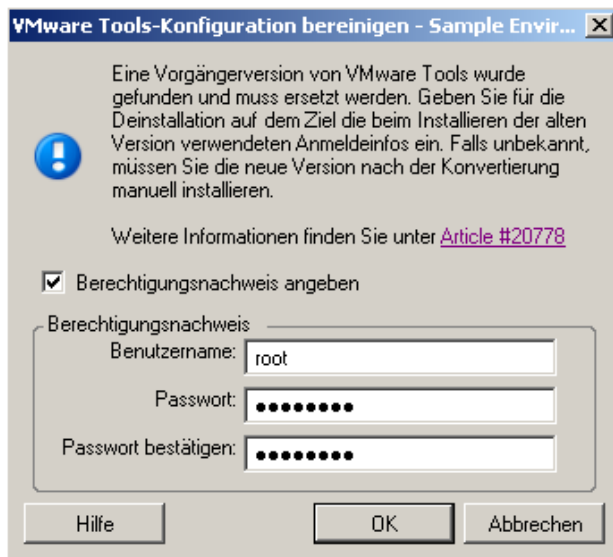 VMware Tools-Konfiguration bereinigen - Sample Envir...
Eine Vorgängerversion von VMware Tools wurde
gefunden und muss ersetzt werden. Geben Sie für die
Deinstallation auf dem Ziel die beim Installieren der alten
Version verwendeten Anmeldeinfos ein. Falls unbekannt,
müssen Sie die neue Version nach der Konvertierung
manuell installieren.
Weitere Informationen finden Sie unter Article #20778
Berechtigungsnachweis angeben
Berechtigungsnachweis
Benutzername: root
Passwort: ●●●●●●●●
Passwort bestätigen: ●●●●●●●●
Hilfe OK Abbrechen